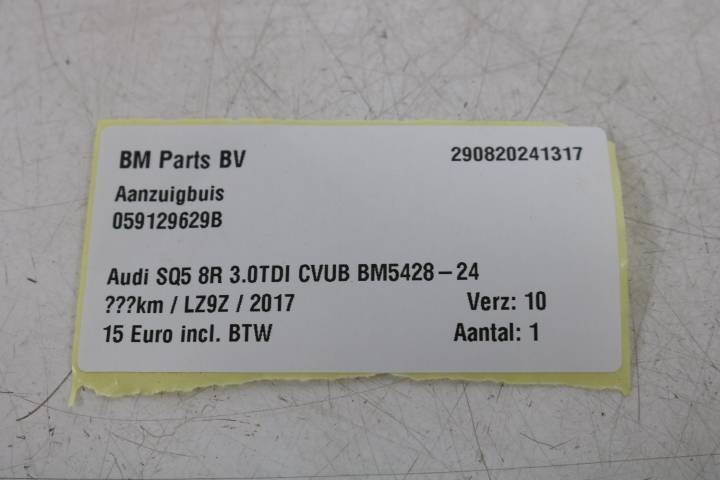 BM Parts BV 290820241317
Aanzuigbuis
059129629B
Audi SQ5 8R 3.0TDI CVUB BM5428-24
???km / LZ9Z / 2017 Verz: 10
15 Euro incl. BTW Aantal: 1